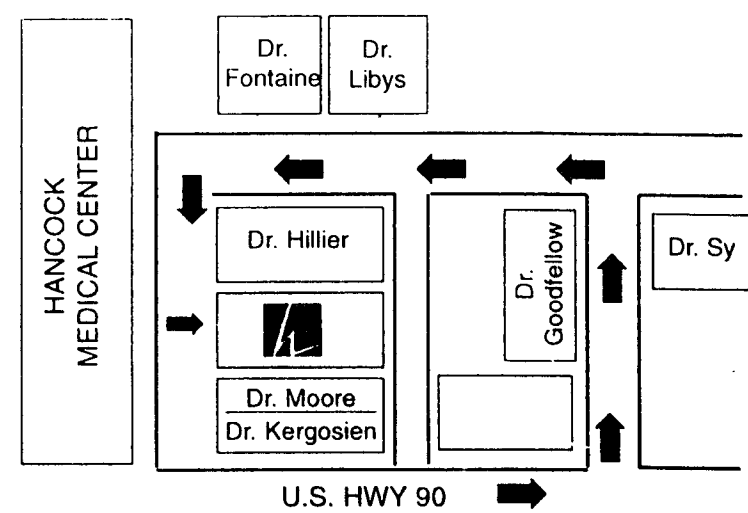 HANCOCK
MEDICAL CENTER
Dr.
Fontaine
Dr.
Libys
Dr. Hillier
Dr. Moore
Dr. Kergosien
Dr.
Goodfellow
Dr. Sy
U.S. HWY 90